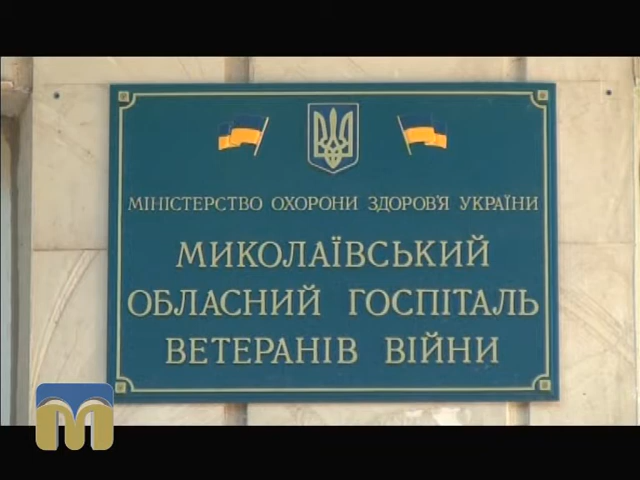 МІНІСТЕРСТВО ОХОРОНИ ЗДОРОВ'Я УКРАЇНИ
МИКОЛАЇВСЬКИЙ
ОБЛАСНИЙ ГОСПІТАЛЬ
ВЕТЕРАНІВ ВІЙНИ
М